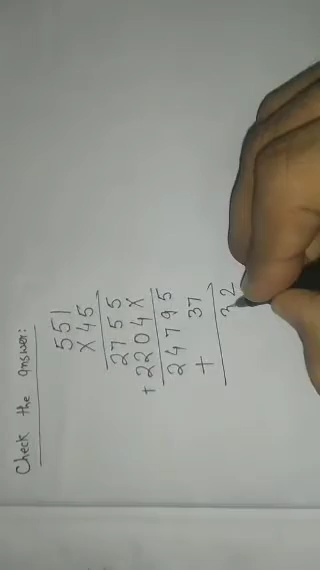 Check the answer:
551
x 45
2755
+ 2204x
24795
+ 37
32